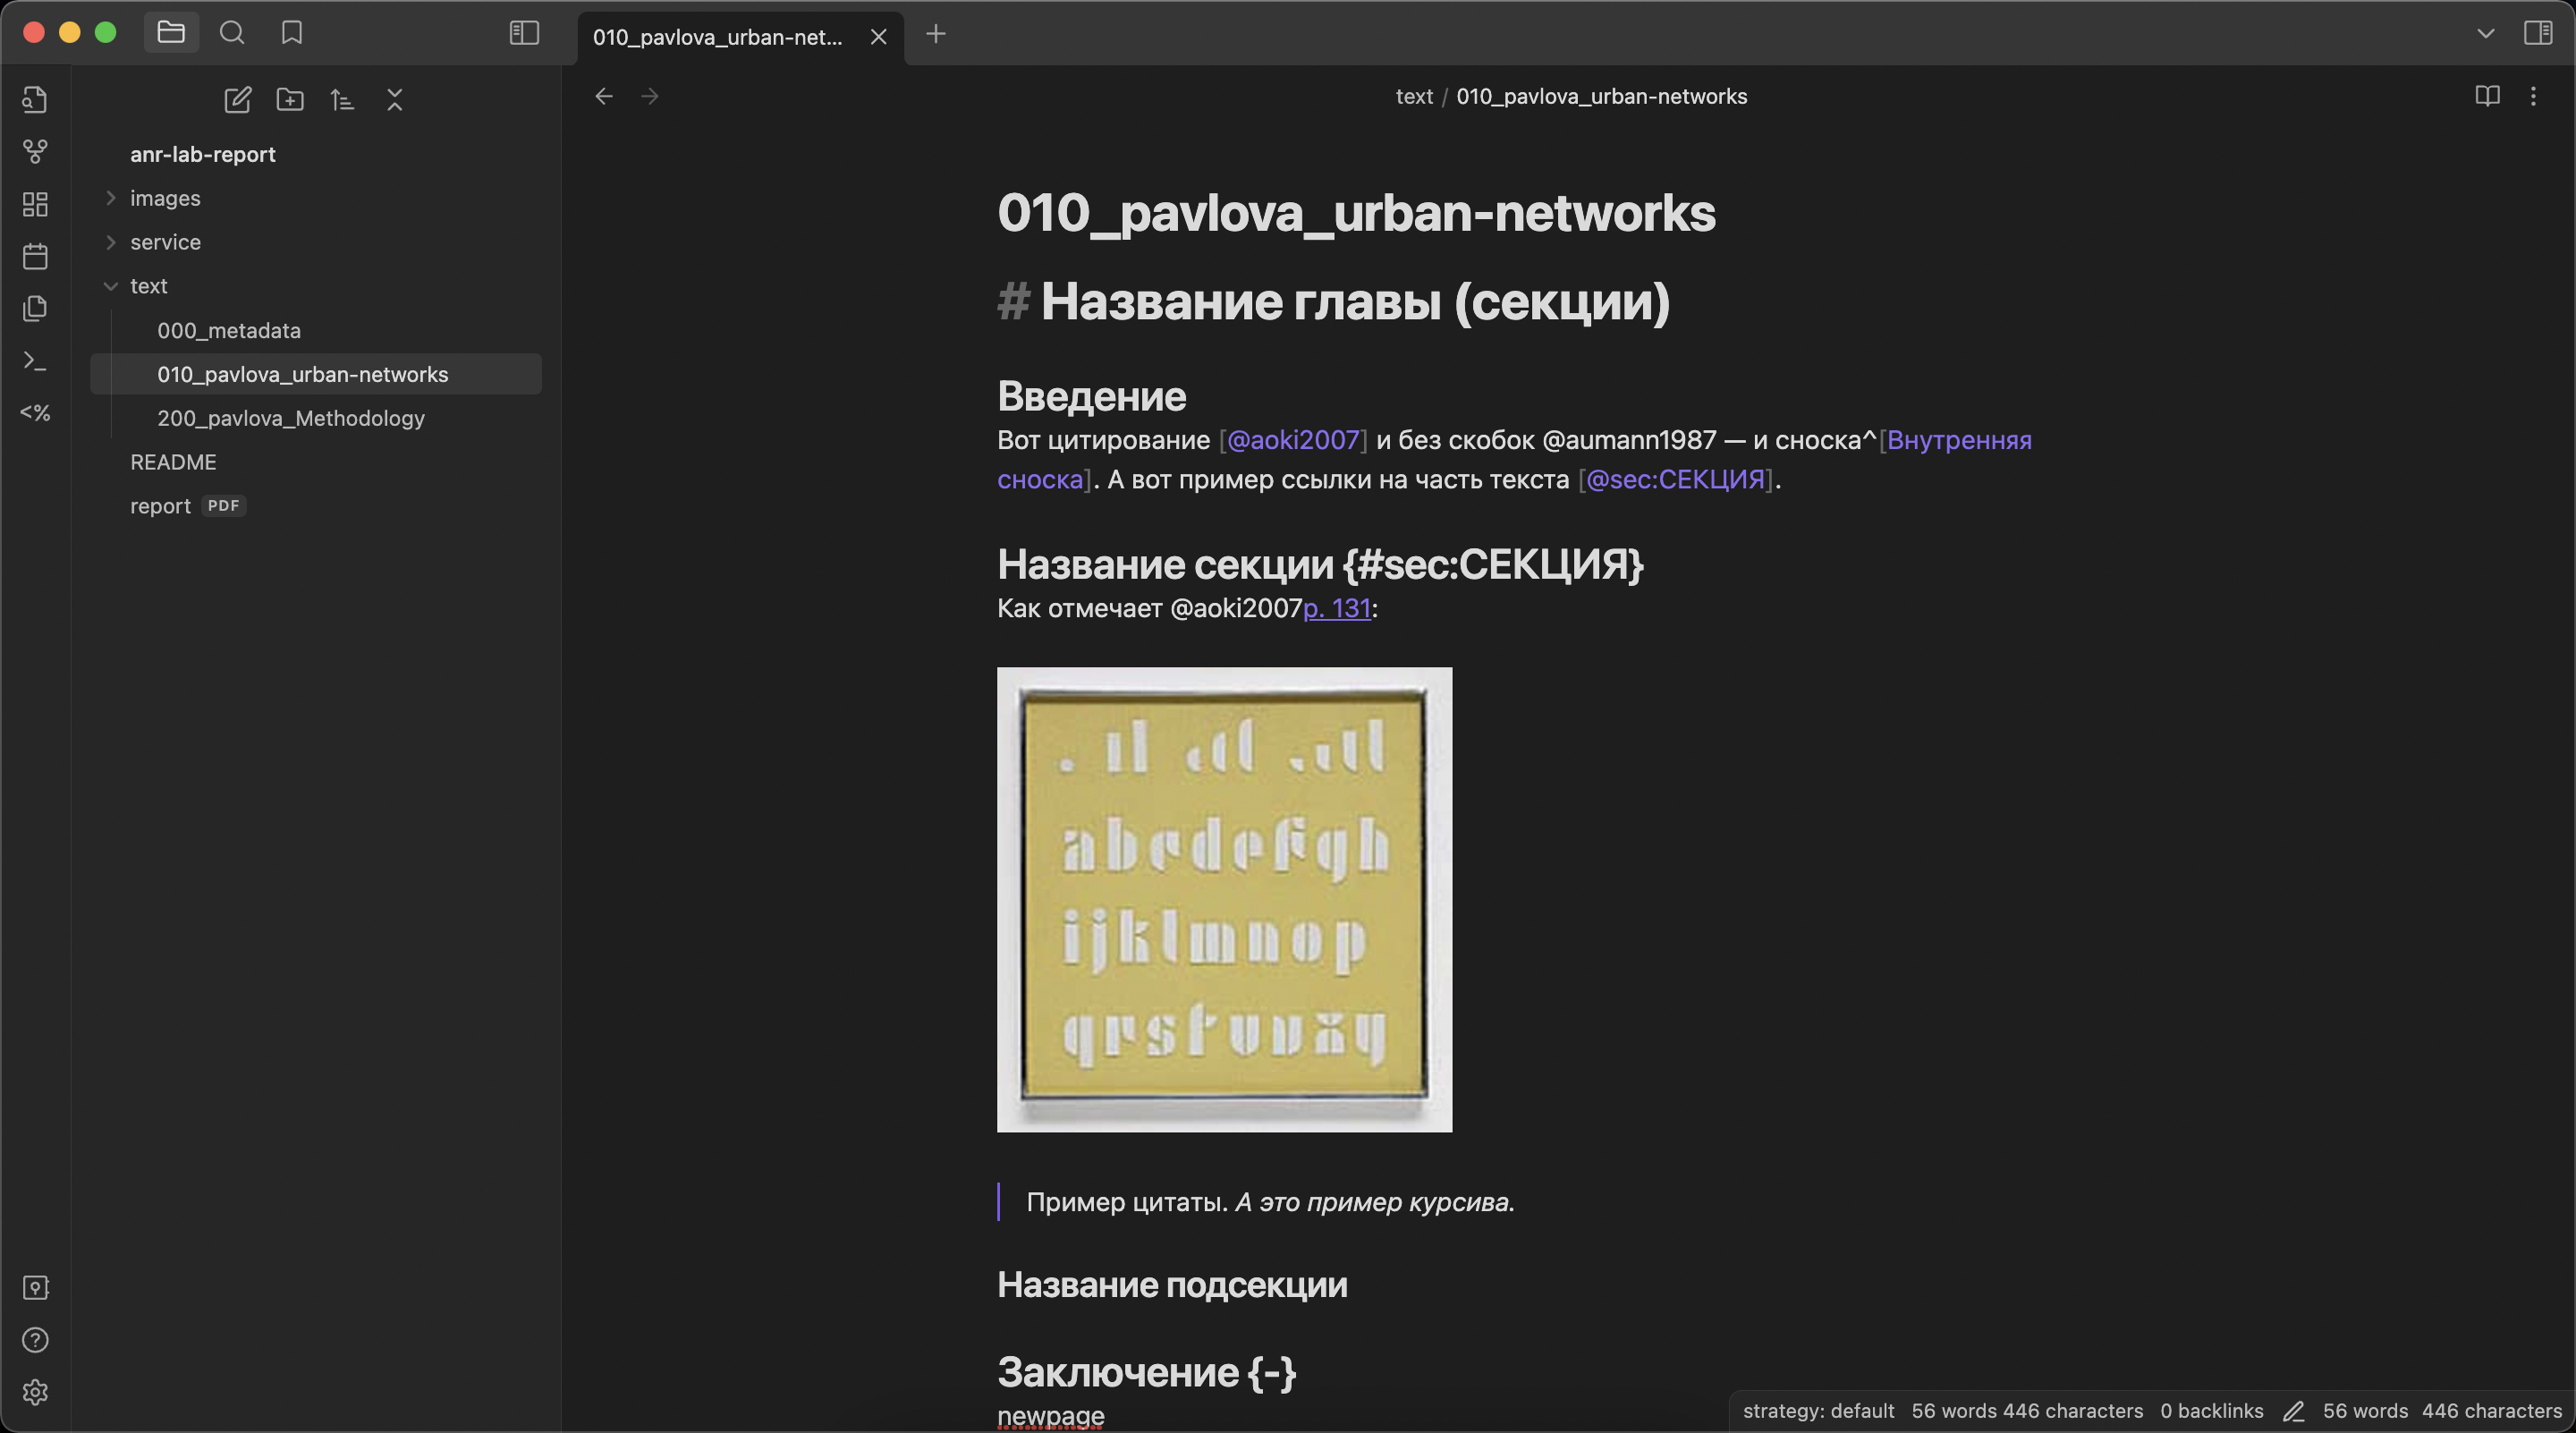 010_pavlova_urban-net...
text / 010_pavlova_urban-networks
anr-lab-report
images
service
text
000_metadata
010_pavlova_urban-networks
200_pavlova_Methodology
README
report PDF
<%
010_pavlova_urban-networks
# Название главы (секции)
Введение
Вот цитирование [@aoki2007] и без скобок @aumann1987 — и сноска^[Внутренняя
сноска]. А вот пример ссылки на часть текста [@sec:СЕКЦИЯ].
Название секции {#sec:СЕКЦИЯ}
Как отмечает @aoki2007p. 131:
abcdefgh
ijklmnop
qrstuvxy
Пример цитаты. А это пример курсива.
Название подсекции
Заключение {-}
newpage
strategy: default 56 words 446 characters 0 backlinks 56 words 446 characters